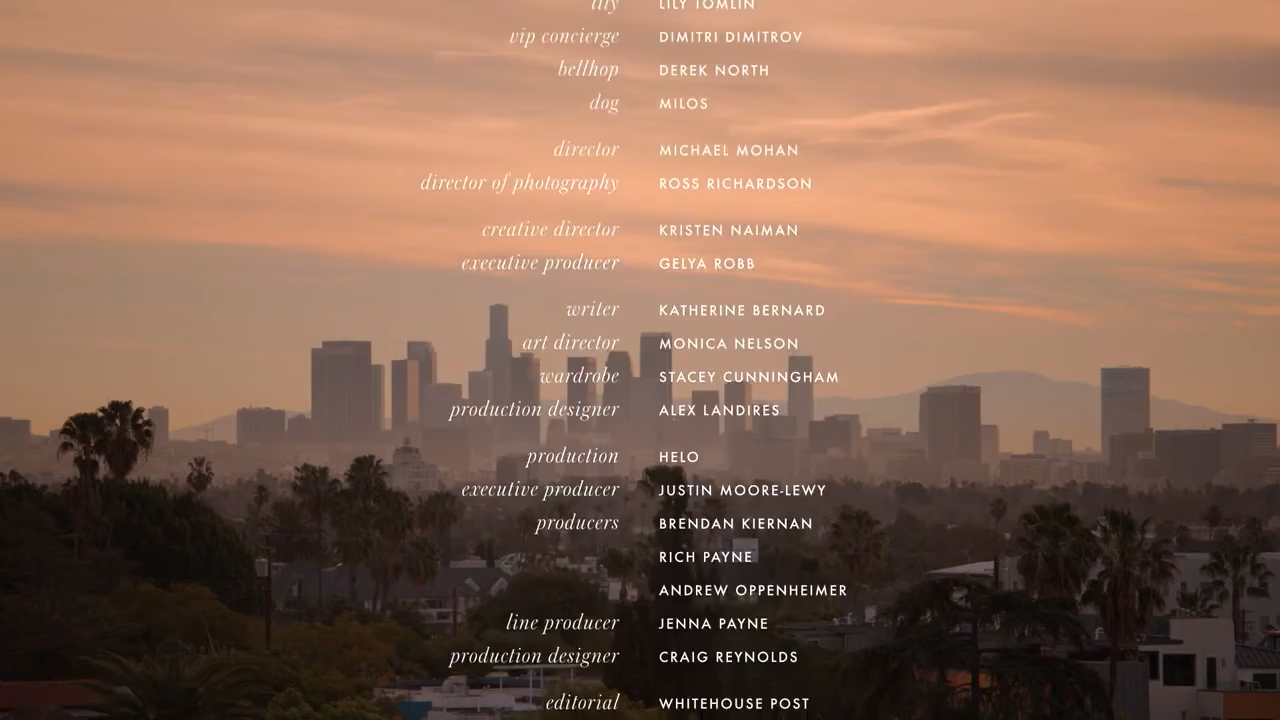 lily LILY TOMLIN
vip concierge DIMITRI DIMITROV
bellhop DEREK NORTH
dog MILOS
director MICHAEL MOHAN
director of photography ROSS RICHARDSON
creative director KRISTEN NAIMAN
executive producer GELYA ROBB
writer KATHERINE BERNARD
art director MONICA NELSON
wardrobe STACEY CUNNINGHAM
production designer ALEX LANDIRES
production HELO
executive producer JUSTIN MOORE-LEWY
producers BRENDAN KIERNAN
RICH PAYNE
ANDREW OPPENHEIMER
line producer JENNA PAYNE
production designer CRAIG REYNOLDS
editorial WHITEHOUSE POST